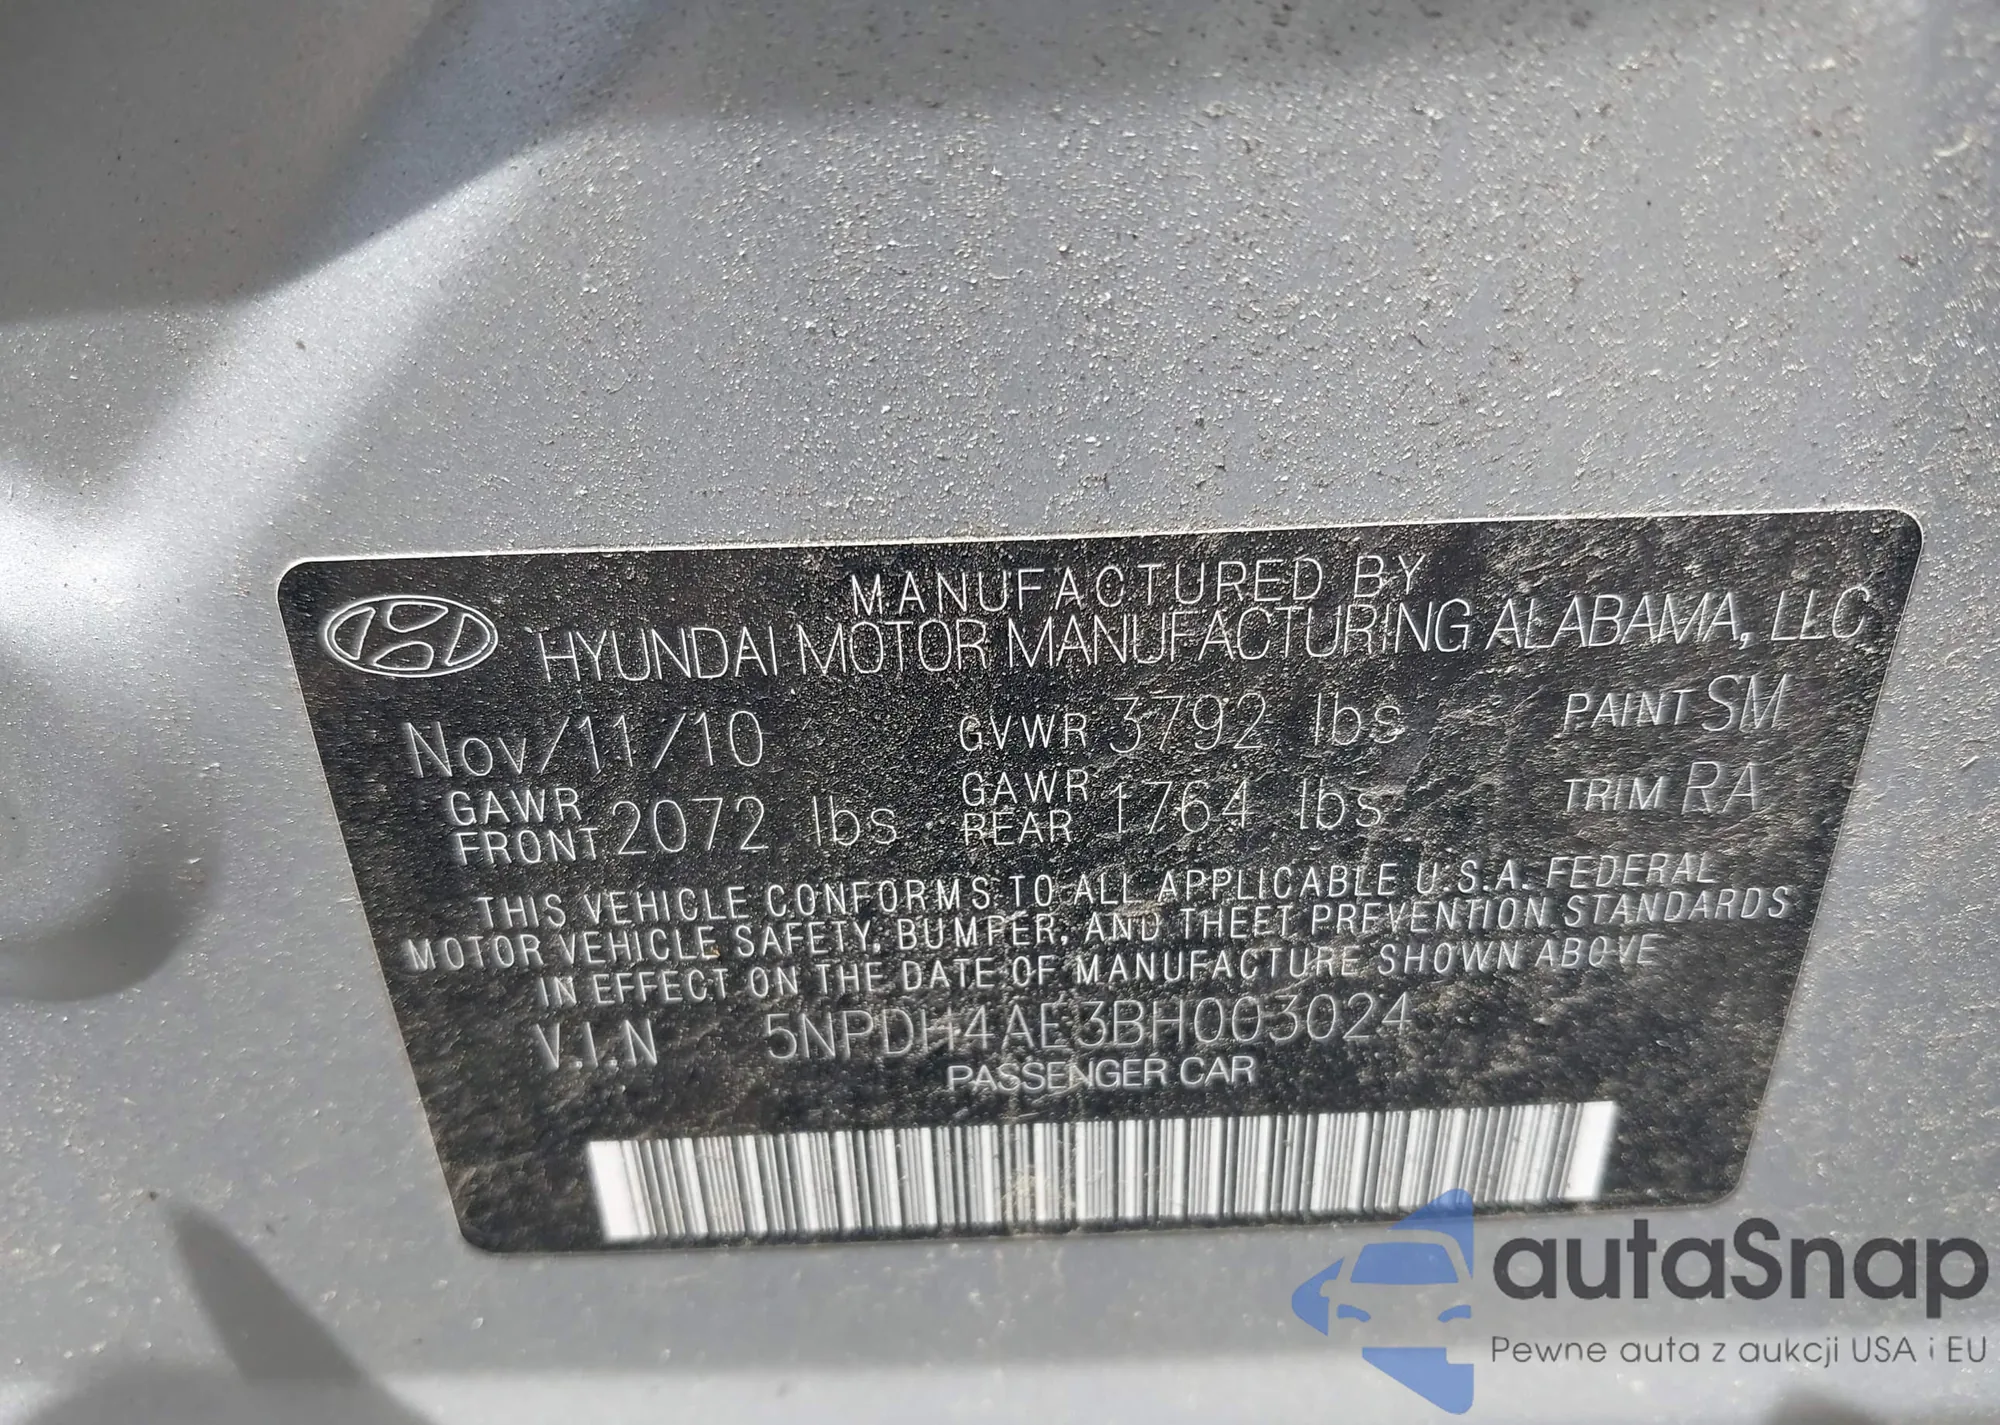 MANUFACTURED BY
HYUNDAI MOTOR MANUFACTURING ALABAMA, LLC
Nov/11/10 GVWR 3792 lbs PAINT SM
GAWR FRONT 2072 lbs GAWR REAR 1764 lbs TRIM RA
THIS VEHICLE CONFORMS TO ALL APPLICABLE U.S.A. FEDERAL
MOTOR VEHICLE SAFETY, BUMPER, AND THEFT PREVENTION STANDARDS
IN EFFECT ON THE DATE OF MANUFACTURE SHOWN ABOVE
V.I.N 5NPDH4AE3BH003024
PASSENGER CAR
autaSnap
Pewne auta z aukcji USA i EU